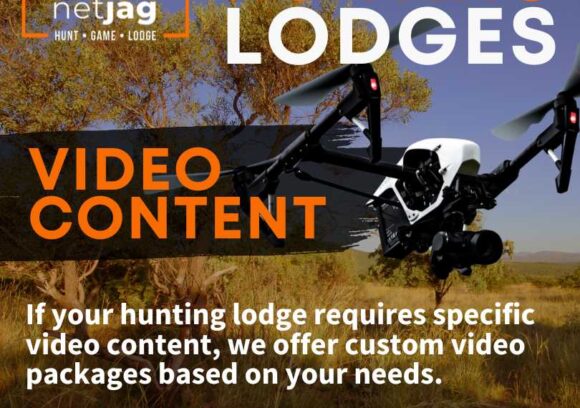 netjag
HUNT • GAME • LODGE
LODGES
VIDEO
CONTENT
If your hunting lodge requires specific
video content, we offer custom video
packages based on your needs.